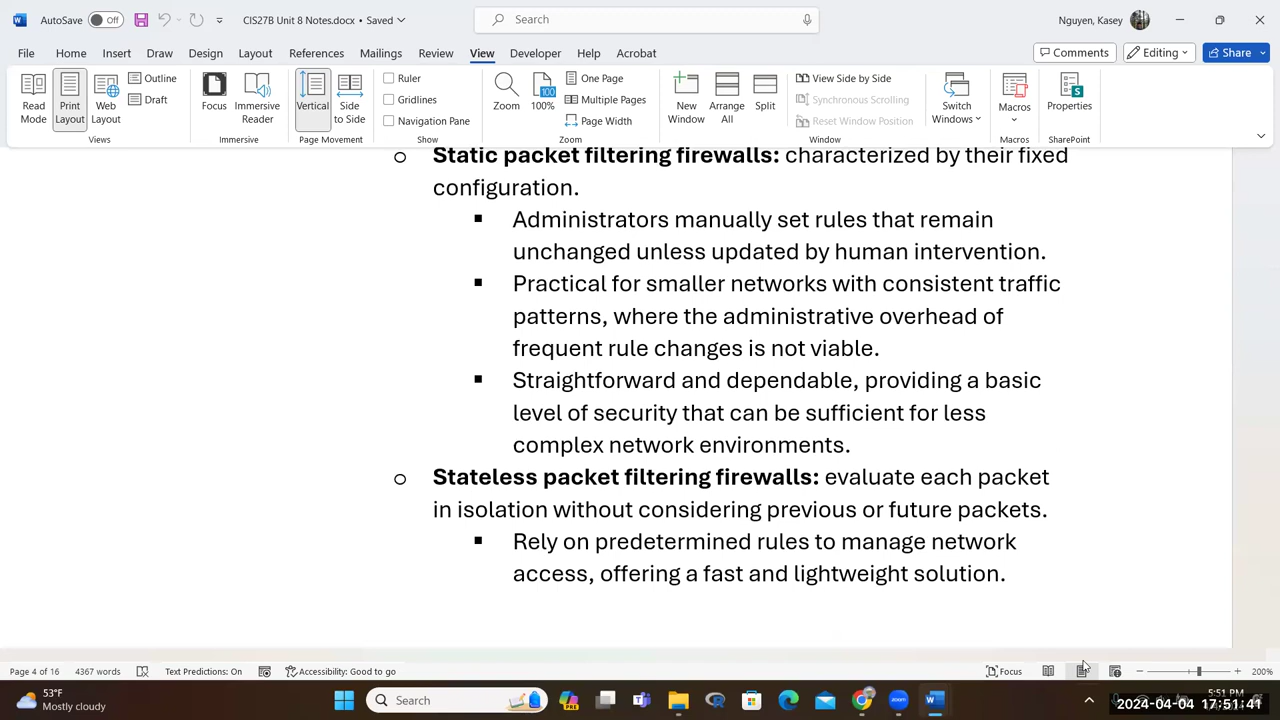 AutoSave Off CIS27B Unit 8 Notes.docx • Saved Search Nguyen, Kasey
File Home Insert Draw Design Layout References Mailings Review View Developer Help Acrobat Comments Editing Share
Read Mode Print Layout Web Layout Outline Draft
Views
Focus Immersive Reader
Immersive
Vertical Side to Side
Page Movement
Ruler
Gridlines
Navigation Pane
Show
Zoom 100 100% One Page
Multiple Pages
Page Width
Zoom
New Window Arrange All Split View Side by Side
Synchronous Scrolling
Reset Window Position
Switch Windows
Window
Macros
Macros
Properties
SharePoint
o Static packet filtering firewalls: characterized by their fixed
configuration.
▪ Administrators manually set rules that remain
unchanged unless updated by human intervention.
▪ Practical for smaller networks with consistent traffic
patterns, where the administrative overhead of
frequent rule changes is not viable.
▪ Straightforward and dependable, providing a basic
level of security that can be sufficient for less
complex network environments.
o Stateless packet filtering firewalls: evaluate each packet
in isolation without considering previous or future packets.
▪ Rely on predetermined rules to manage network
access, offering a fast and lightweight solution.
Page 4 of 16 4367 words Text Predictions: On Accessibility: Good to go Focus 200%
53°F
Mostly cloudy
Search
zoom
5:51 PM
2024-04-04 17:51:41